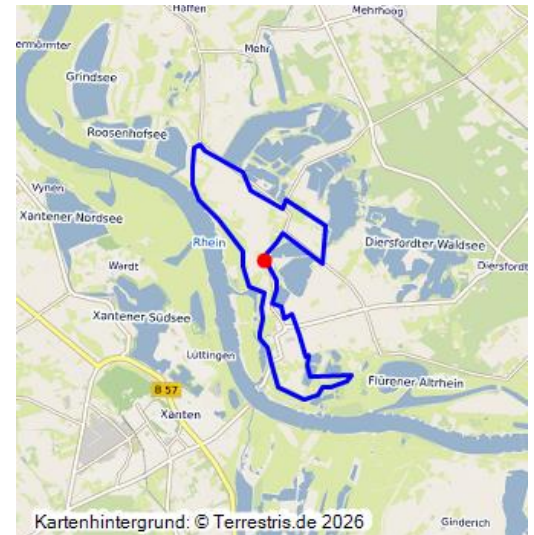 Haffen
Mehrhoog
Mehr
Grindsee
Roosenhofsee
Vynen
Xantener Nordsee
Rhein
Diersfordter Waldsee
Wardt
Diersfordt
Xantener Südsee
Lüttingen
Flürener Altrhein
B 57
Xanten
Ginderich
Kartenhintergrund: © Terrestris.de 2026